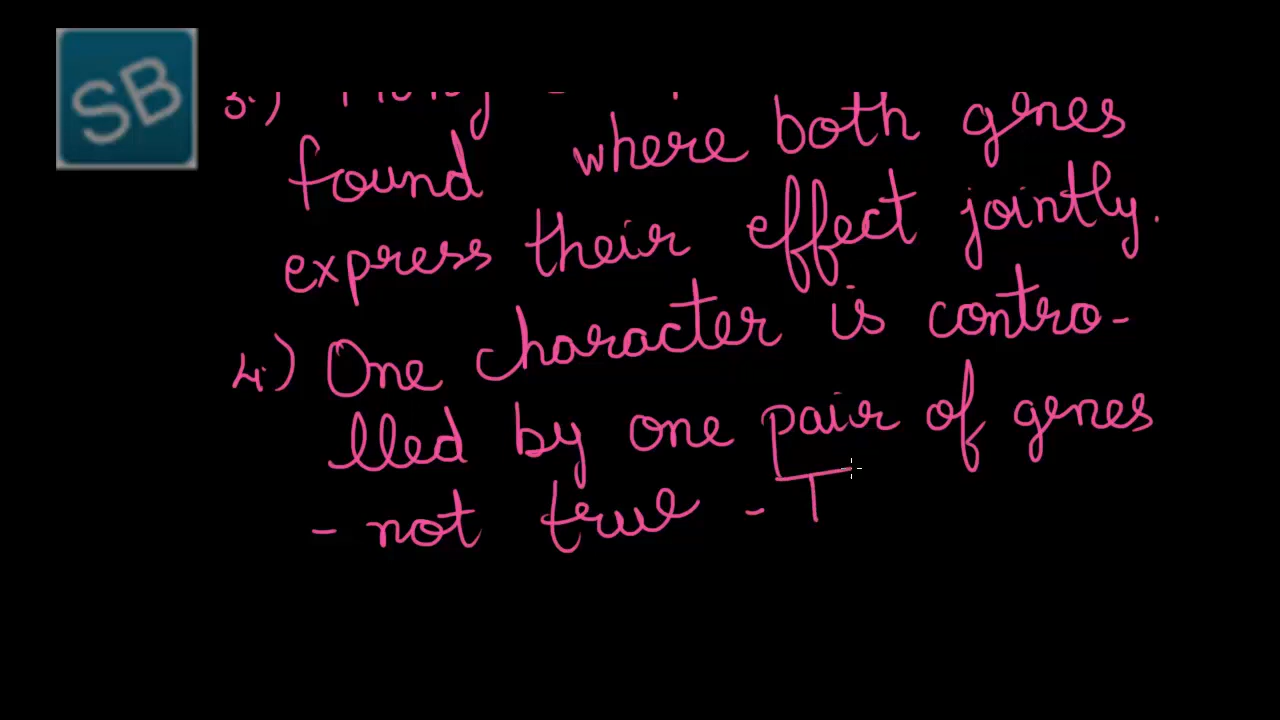 SB
3.)
found where both genes
express their effect jointly.
4.) One character is contro-
lled by one pair of genes
- not true - T